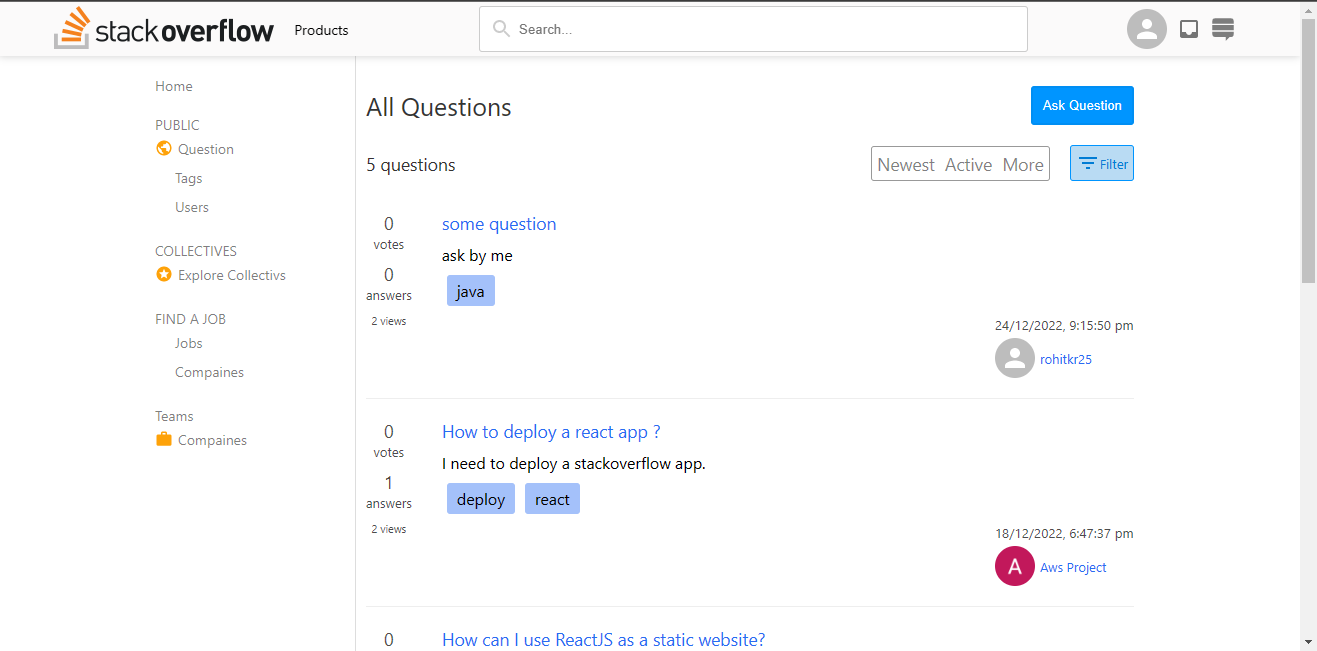 stack overflow Products Search...
Home
PUBLIC
Question
Tags
Users
COLLECTIVES
Explore Collectivs
FIND A JOB
Jobs
Compaines
Teams
Compaines
All Questions Ask Question
5 questions Newest Active More Filter
0
votes
0
answers
2 views
some question
ask by me
java
24/12/2022, 9:15:50 pm
rohitkr25
0
votes
1
answers
2 views
How to deploy a react app ?
I need to deploy a stackoverflow app.
deploy react
18/12/2022, 6:47:37 pm
A Aws Project
0
How can I use ReactJS as a static website?